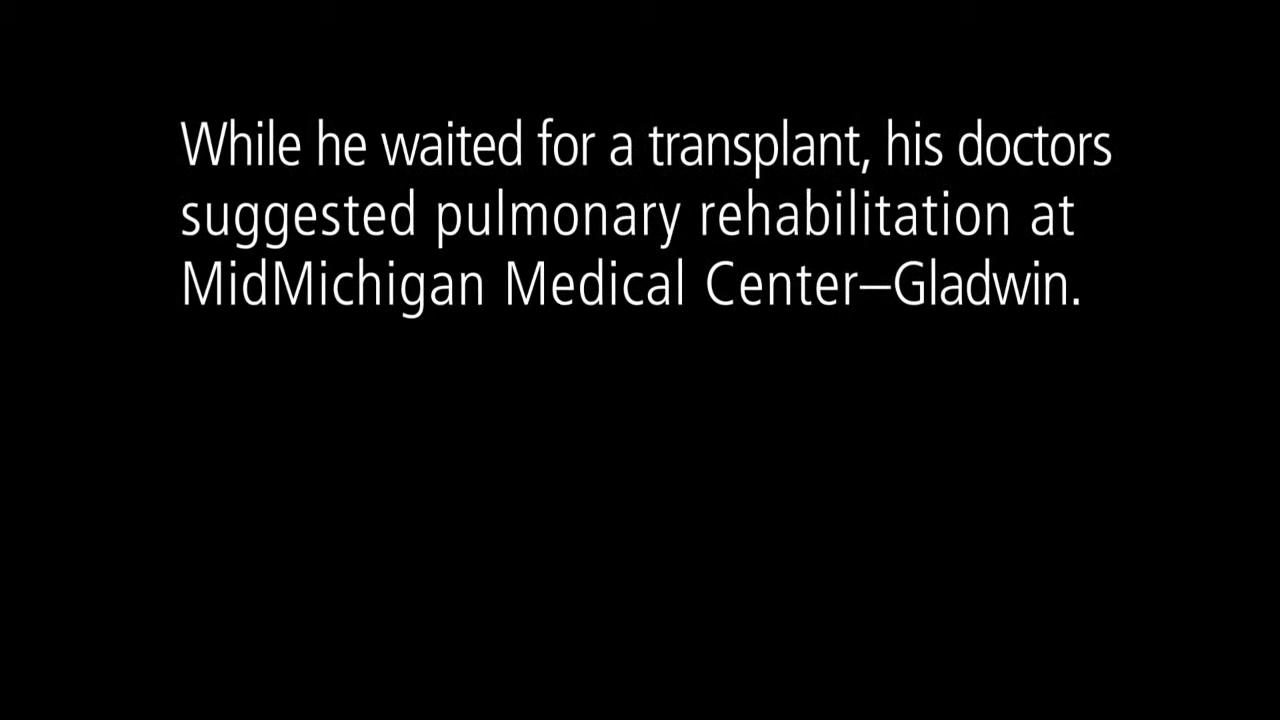 While he waited for a transplant, his doctors
suggested pulmonary rehabilitation at
MidMichigan Medical Center–Gladwin.